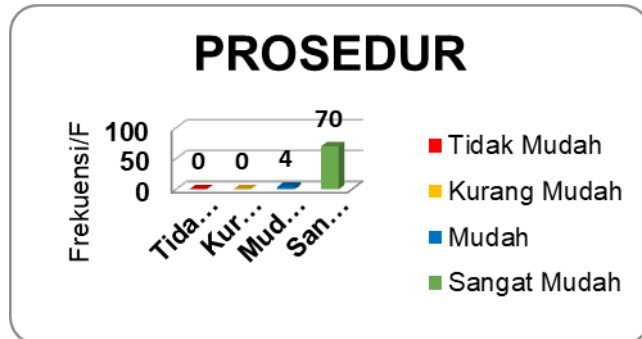 PROSEDUR
Frekuensi/F
100
50
0
0
0
4
70
Tida...
Kur...
Mud...
San...
Tidak Mudah
Kurang Mudah
Mudah
Sangat Mudah